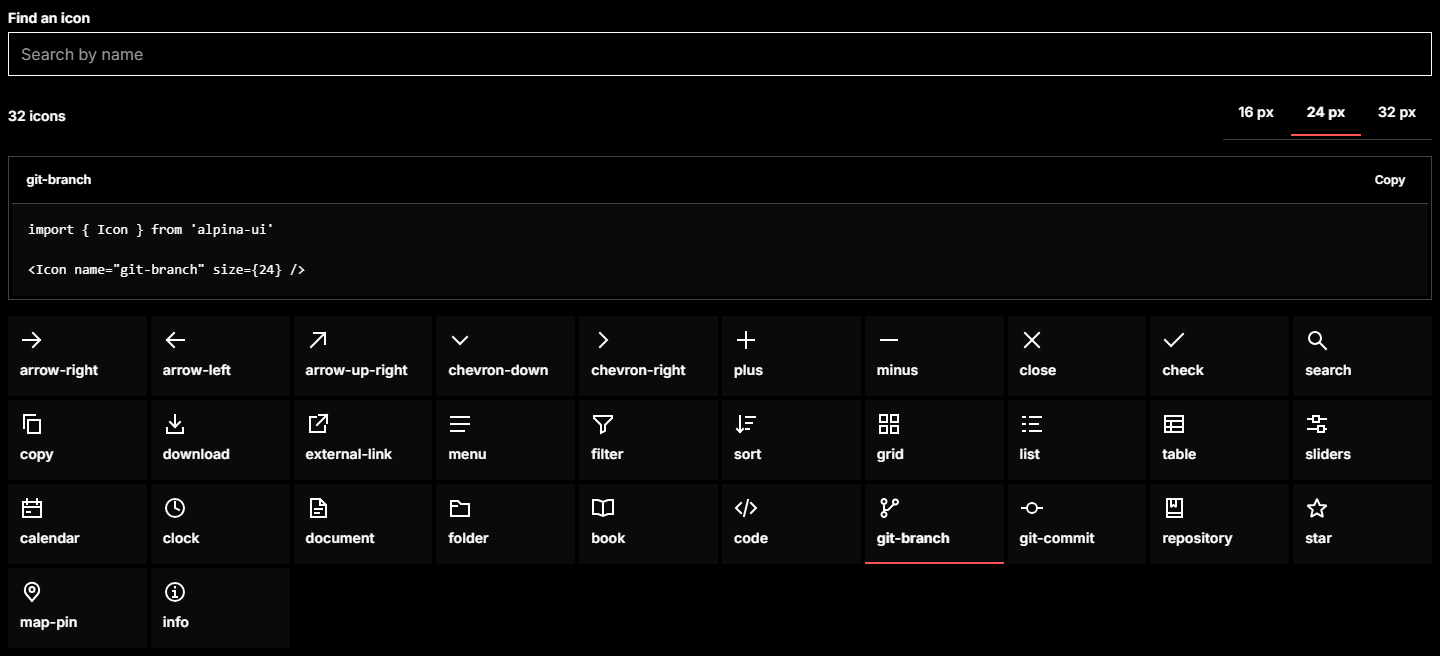 Find an icon
Search by name
32 icons
16 px
24 px
32 px
git-branch
Copy
import { Icon } from 'alpina-ui'
<Icon name="git-branch" size={24} />
arrow-right
arrow-left
arrow-up-right
chevron-down
chevron-right
plus
minus
close
check
search
copy
download
external-link
menu
filter
sort
grid
list
table
sliders
calendar
clock
document
folder
book
code
git-branch
git-commit
repository
star
map-pin
info